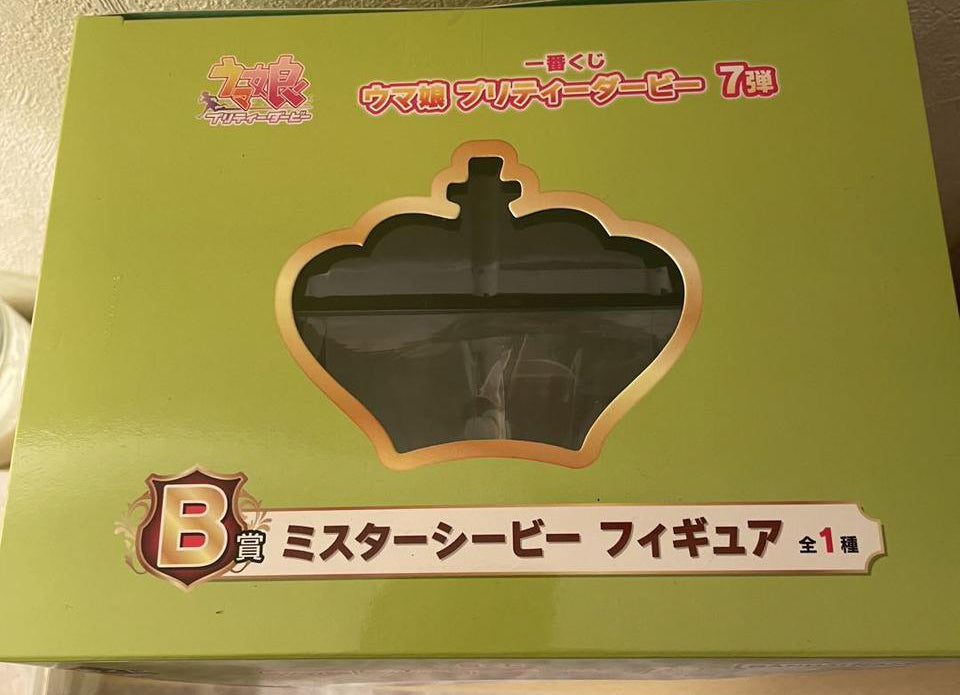 ウマ娘
プリティーダービー
一番くじ
ウマ娘 プリティーダービー 7弾
B賞 ミスターシービー フィギュア 全1種